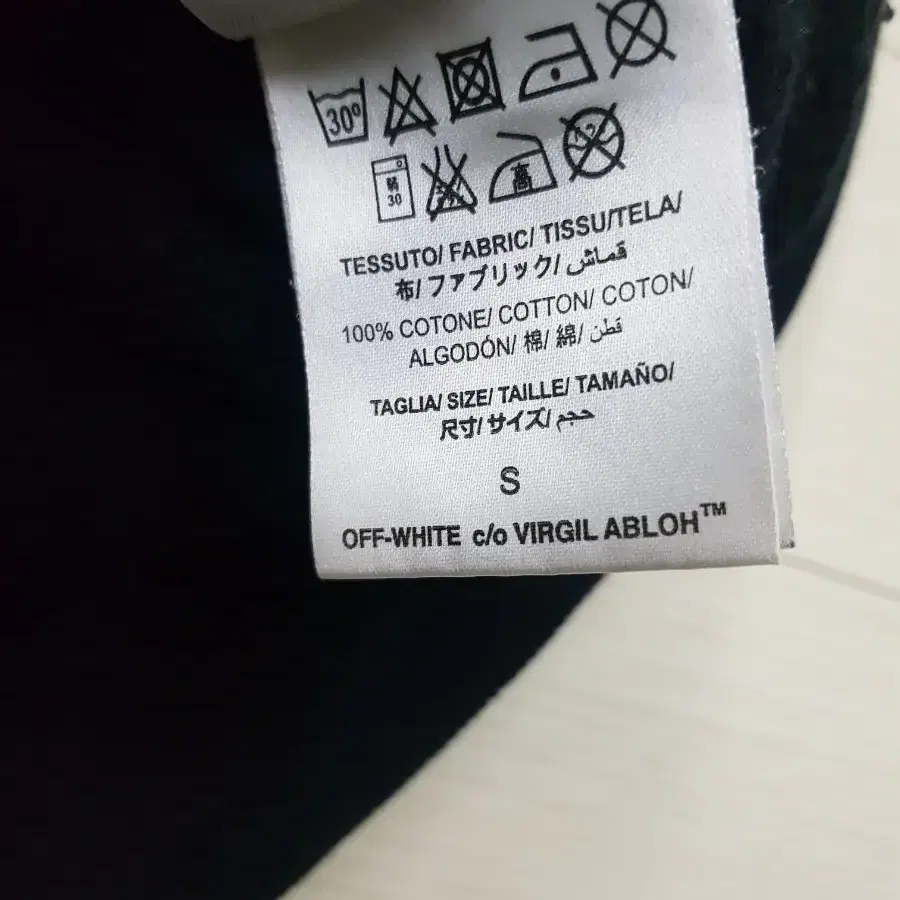 30°
30
高
TESSUTO/ FABRIC/ TISSU/TELA/
布/ファブリック/قماش
100% COTONE/ COTTON/ COTON/
ALGODÓN/ 棉/ 綿/ قطن
TAGLIA/ SIZE/ TAILLE/ TAMAÑO/
尺寸/ サイズ/ حجم
S
OFF-WHITE c/o VIRGIL ABLOH™